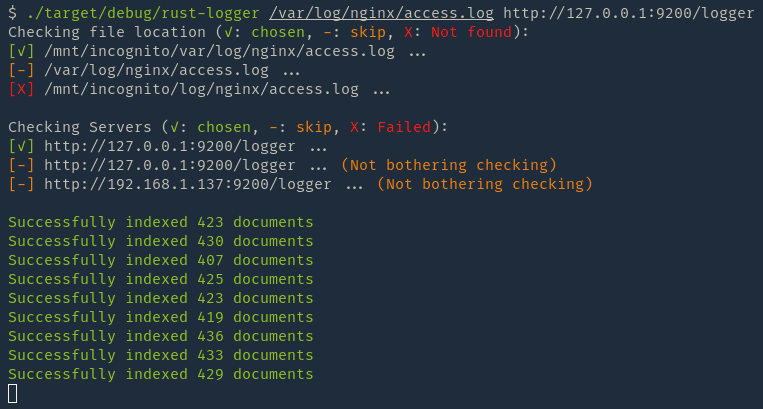 $ ./target/debug/rust-logger /var/log/nginx/access.log http://127.0.0.1:9200/logger
Checking file location (√: chosen, -: skip, X: Not found):
[√] /mnt/incognito/var/log/nginx/access.log ...
[-] /var/log/nginx/access.log ...
[X] /mnt/incognito/log/nginx/access.log ...

Checking Servers (√: chosen, -: skip, X: Failed):
[√] http://127.0.0.1:9200/logger ...
[-] http://127.0.0.1:9200/logger ... (Not bothering checking)
[-] http://192.168.1.137:9200/logger ... (Not bothering checking)

Successfully indexed 423 documents
Successfully indexed 430 documents
Successfully indexed 407 documents
Successfully indexed 425 documents
Successfully indexed 423 documents
Successfully indexed 419 documents
Successfully indexed 436 documents
Successfully indexed 433 documents
Successfully indexed 429 documents